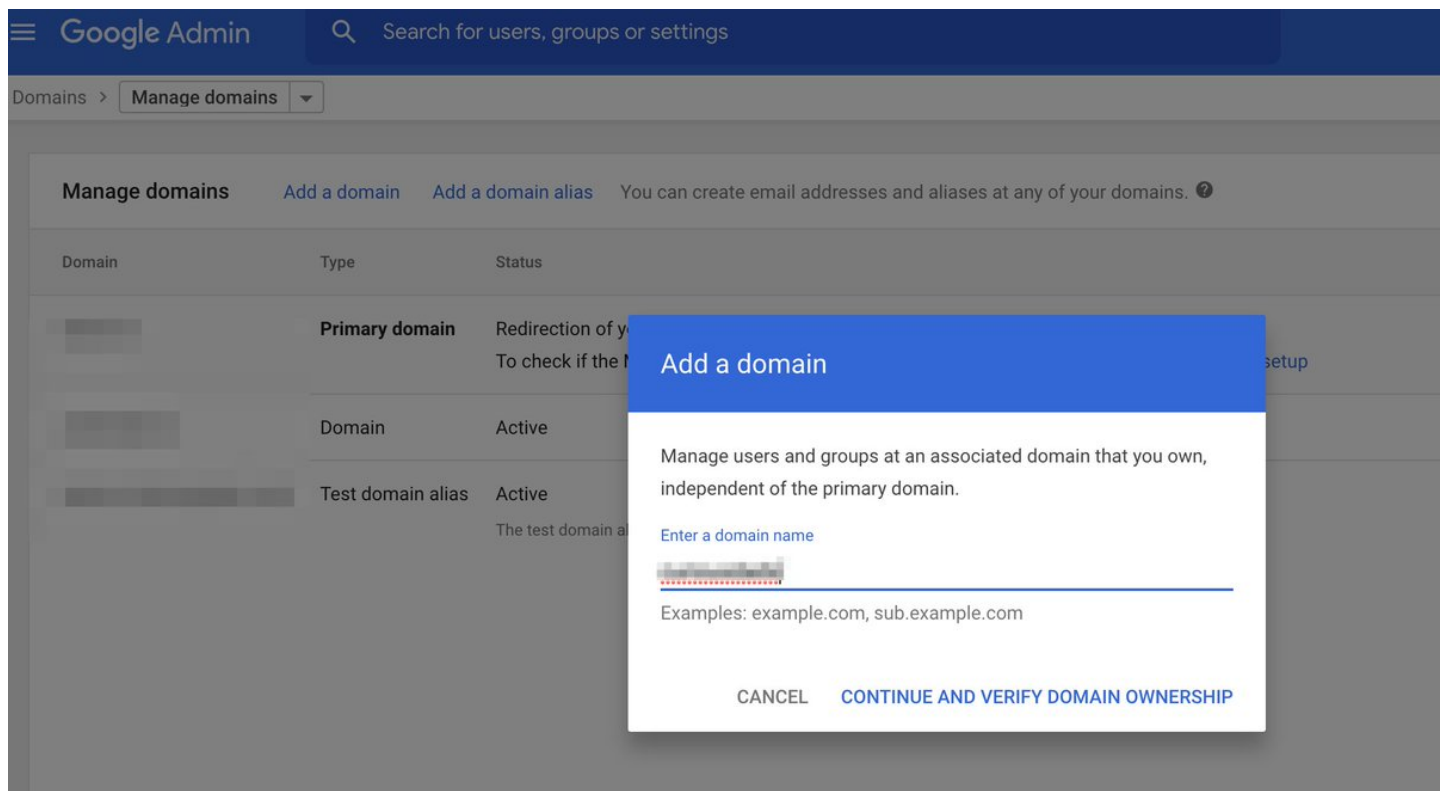 Google Admin
Search for users, groups or settings
Domains > Manage domains
Manage domains Add a domain Add a domain alias You can create email addresses and aliases at any of your domains.
Domain Type Status
Primary domain Redirection of
To check if the setup
Domain Active
Test domain alias Active
The test domain
Add a domain
Manage users and groups at an associated domain that you own,
independent of the primary domain.
Enter a domain name
Examples: example.com, sub.example.com
CANCEL CONTINUE AND VERIFY DOMAIN OWNERSHIP